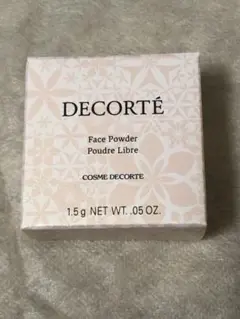 DECORTÉ
Face Powder
Poudre Libre
COSME DECORTE
1.5 g NET WT. .05 OZ.